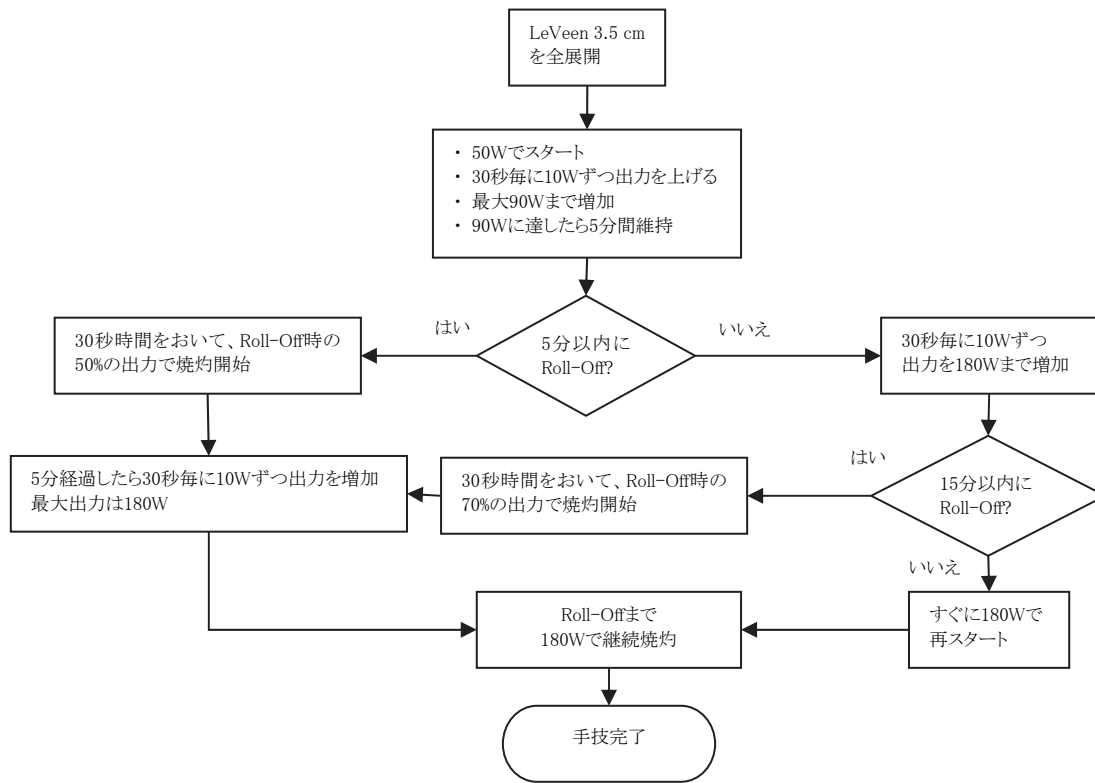 LeVeen 3.5 cm
を全展開
・ 50Wでスタート
・ 30秒毎に10Wずつ出力を上げる
・ 最大90Wまで増加
・ 90Wに達したら5分間維持
はい
いいえ
5分以内に
Roll-Off?
30秒時間をおいて、Roll-Off時の
50%の出力で焼灼開始
30秒毎に10Wずつ
出力を180Wまで増加
5分経過したら30秒毎に10Wずつ出力を増加
最大出力は180W
30秒時間をおいて、Roll-Off時の
70%の出力で焼灼開始
はい
15分以内に
Roll-Off?
いいえ
Roll-Offまで
180Wで継続焼灼
すぐに180Wで
再スタート
手技完了